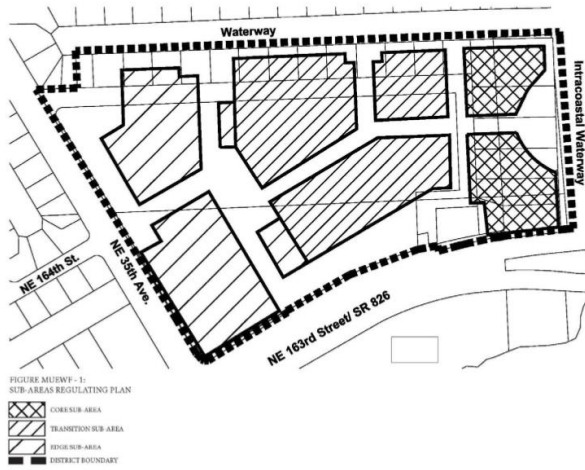 Waterway
Intracoastal Waterway
NE 164th St.
NE 35th Ave.
NE 163rd Street/ SR 826
FIGURE MUEWF - 1:
SUB-AREAS REGULATING PLAN
CORE SUB-AREA
TRANSITION SUB-AREA
EDGE SUB-AREA
DISTRICT BOUNDARY